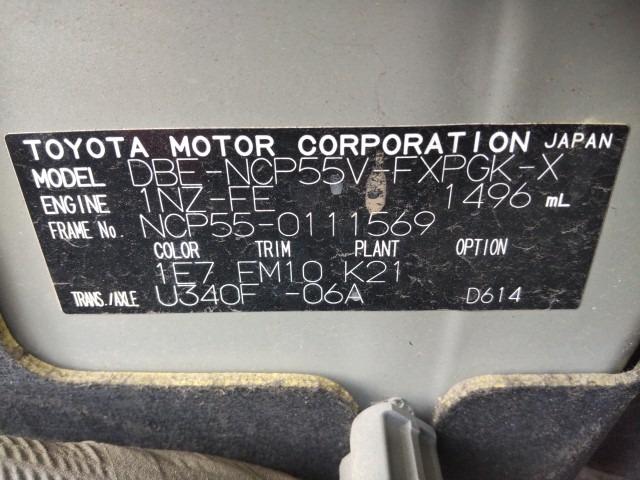 TOYOTA MOTOR CORPORATION JAPAN
MODEL DBE-NCP55V-FXPGK-X
ENGINE 1NZ-FE 1496 mL
FRAME No. NCP55-0111569
COLOR TRIM PLANT OPTION
1E7 FM10 K21
TRANS./AXLE U340F -06A D614